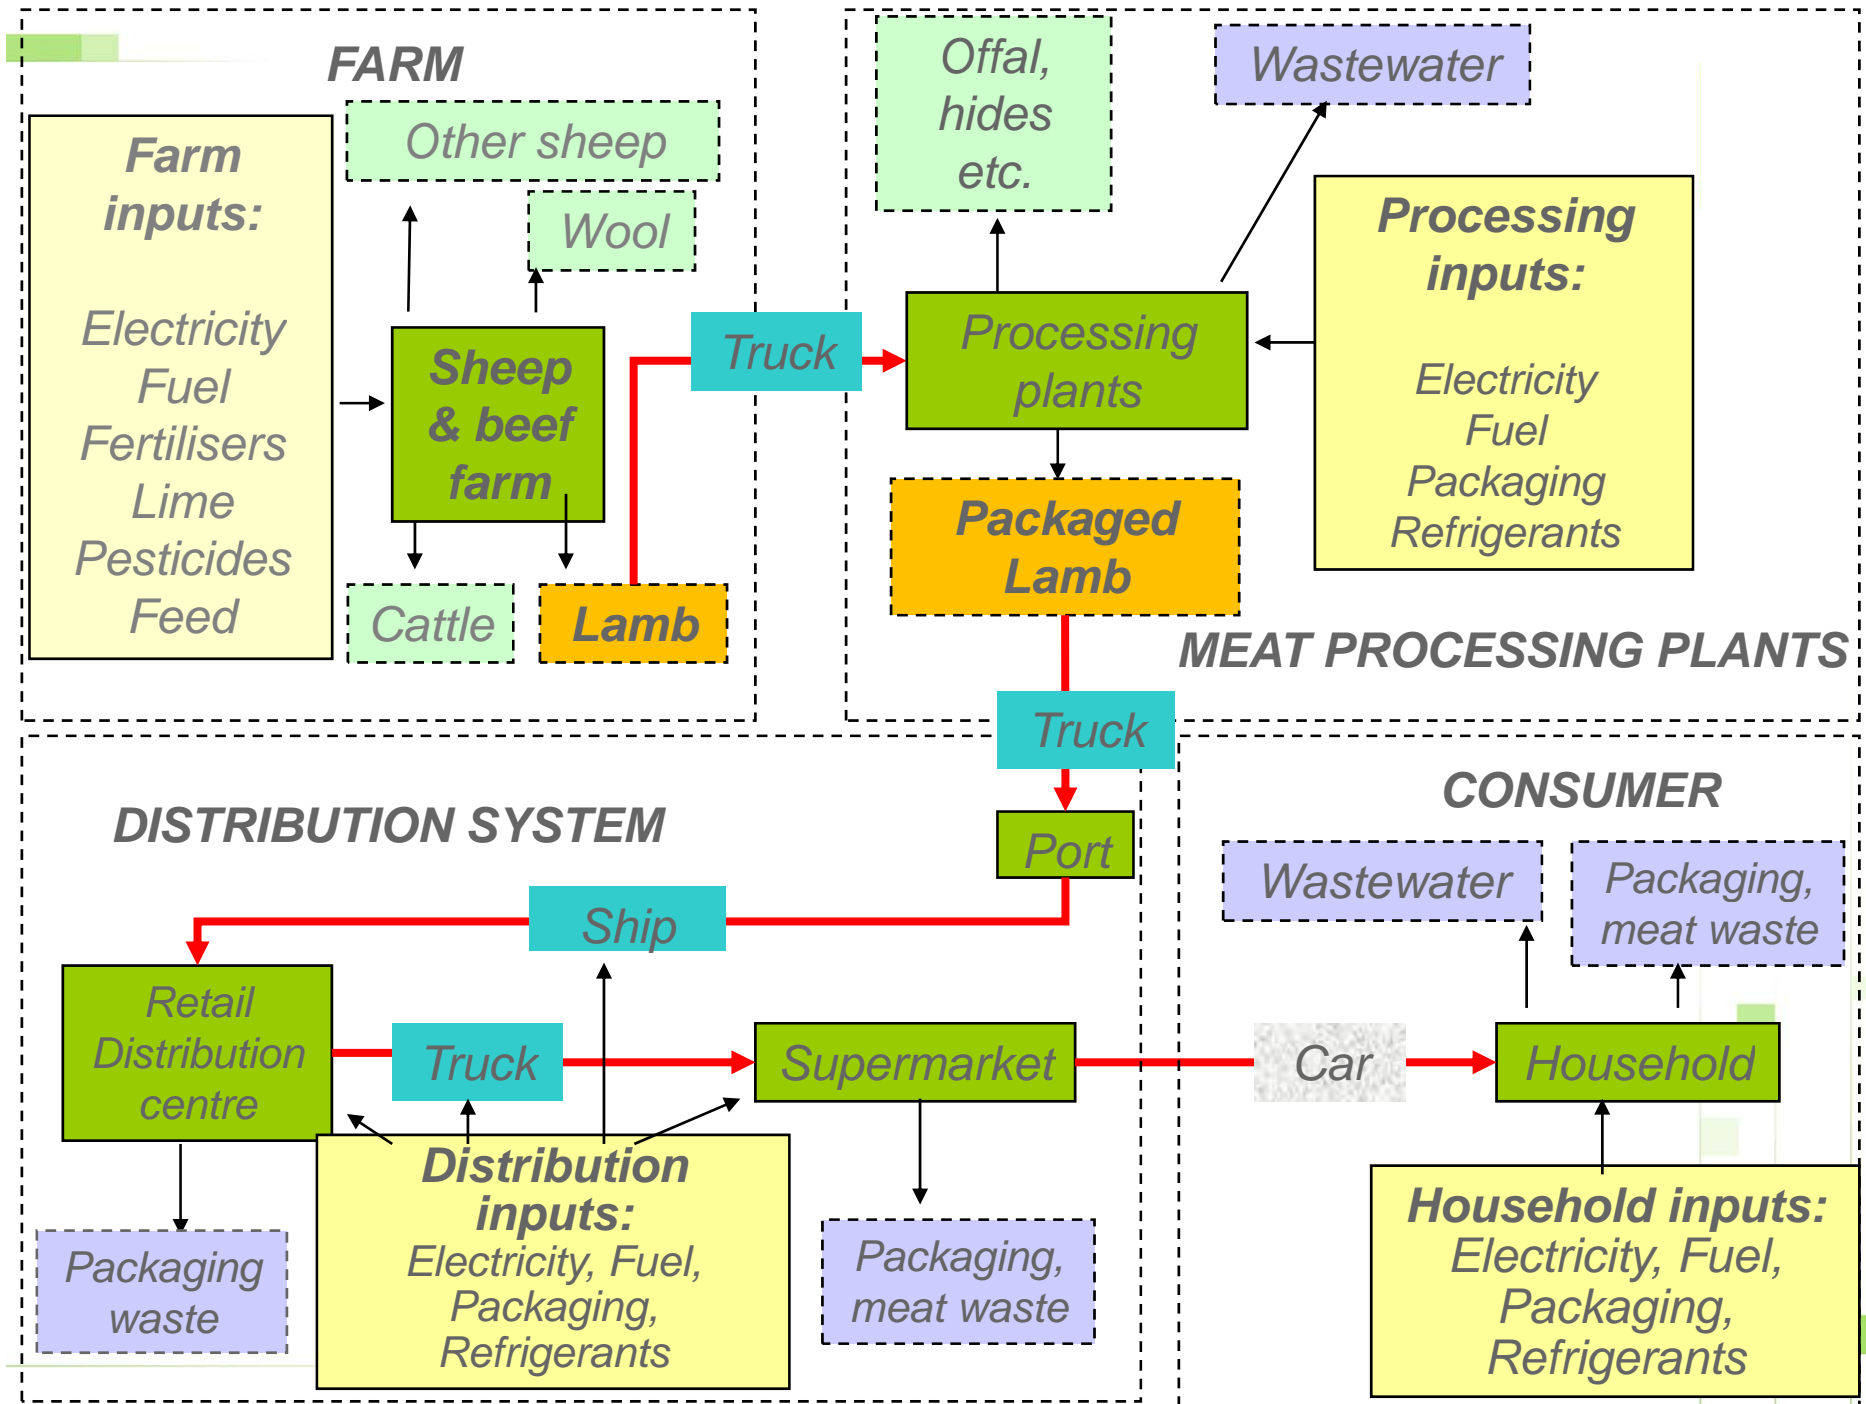 FARM
Farm
inputs:
Electricity
Fuel
Fertilisers
Lime
Pesticides
Feed
Other sheep
Wool
Sheep
& beef
farm
Cattle
Lamb
Truck
Offal,
hides
etc.
Wastewater
Processing
plants
Processing
inputs:
Electricity
Fuel
Packaging
Refrigerants
Packaged
Lamb
MEAT PROCESSING PLANTS
Truck
DISTRIBUTION SYSTEM
Port
Ship
Retail
Distribution
centre
Truck
Supermarket
Distribution
inputs:
Electricity, Fuel,
Packaging,
Refrigerants
Packaging
waste
Packaging,
meat waste
CONSUMER
Wastewater
Packaging,
meat waste
Car
Household
Household inputs:
Electricity, Fuel,
Packaging,
Refrigerants